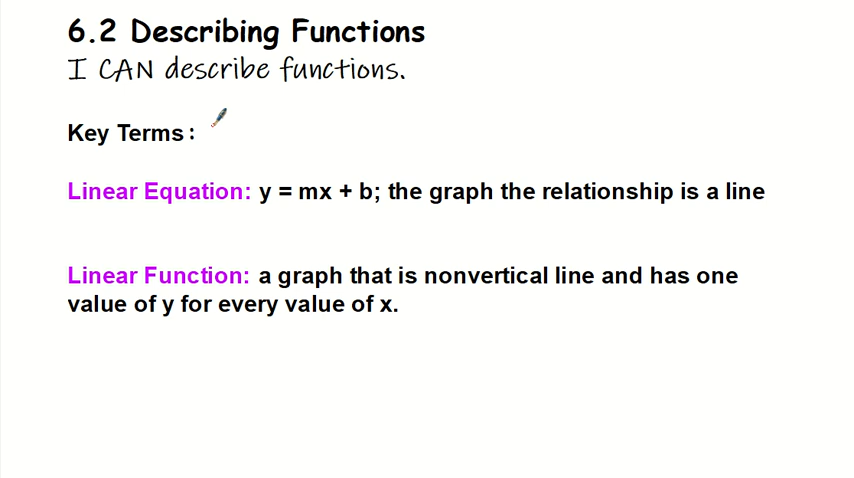 6.2 Describing Functions
I CAN describe functions.
Key Terms:
Linear Equation: y = mx + b; the graph the relationship is a line
Linear Function: a graph that is nonvertical line and has one
value of y for every value of x.